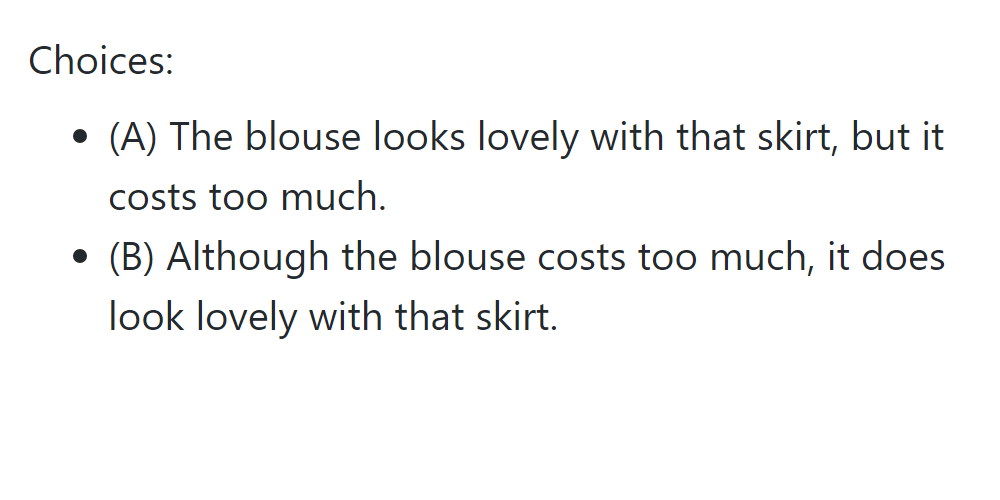 Choices:
• (A) The blouse looks lovely with that skirt, but it
costs too much.
• (B) Although the blouse costs too much, it does
look lovely with that skirt.